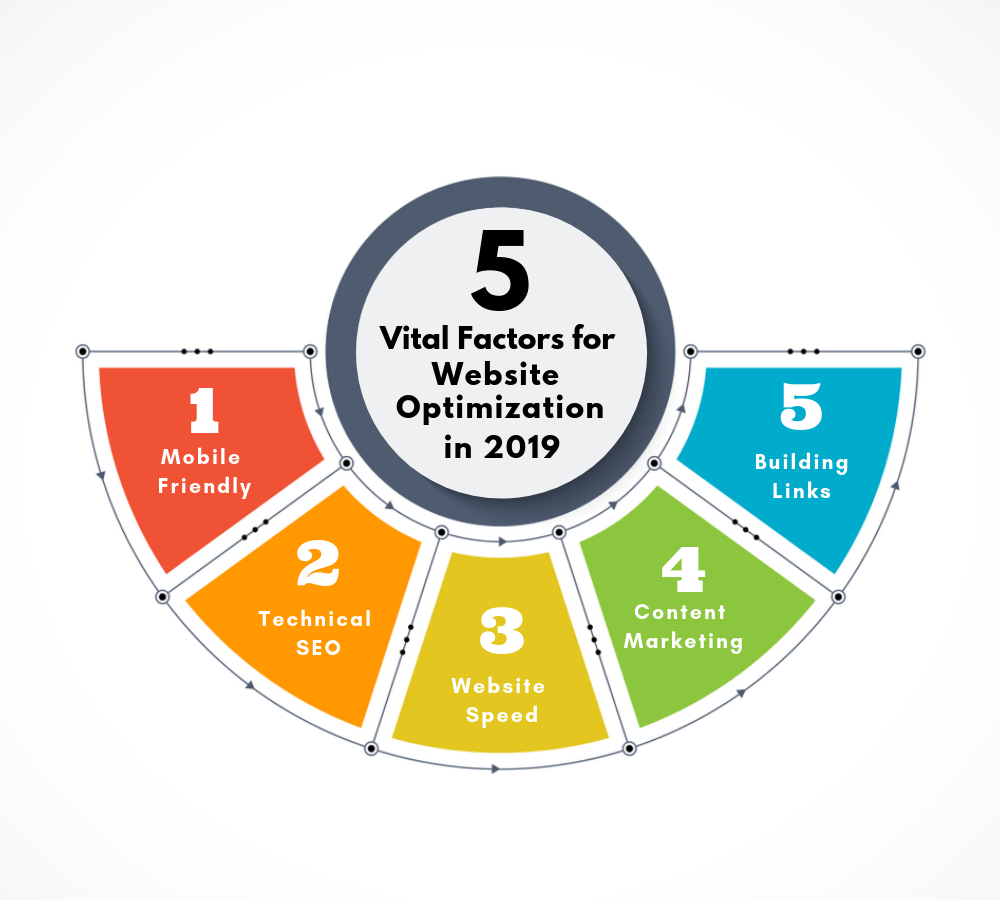 5
Vital Factors for
Website
Optimization
in 2019
1
Mobile
Friendly
2
Technical
SEO
3
Website
Speed
4
Content
Marketing
5
Building
Links